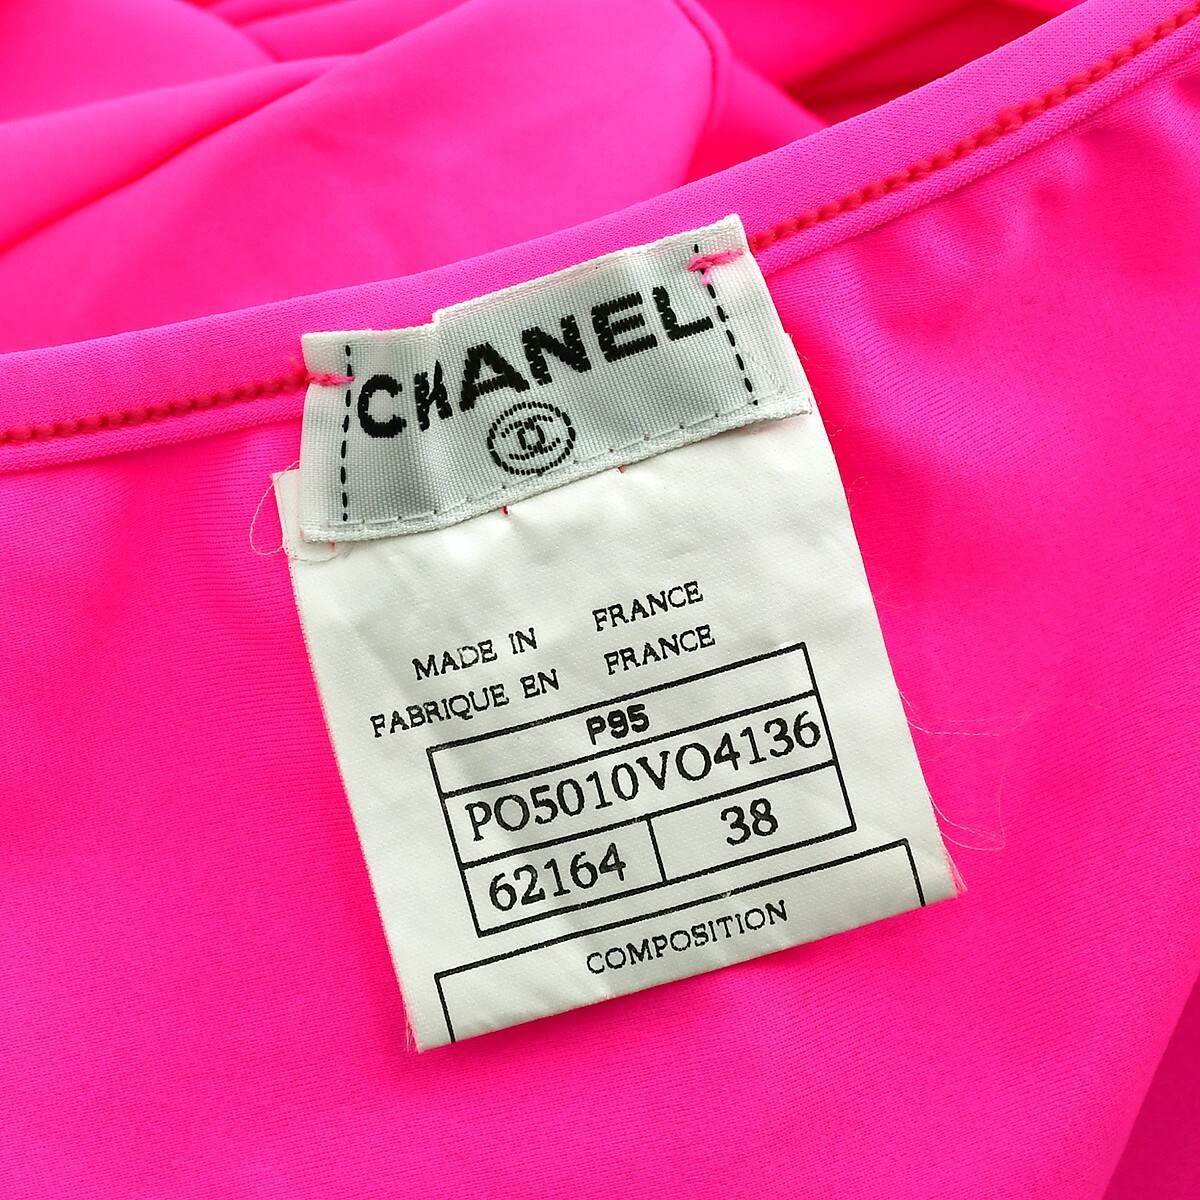 CHANEL
MADE IN FRANCE
FABRIQUE EN FRANCE
P95
PO5010VO4136
62164 38
COMPOSITION